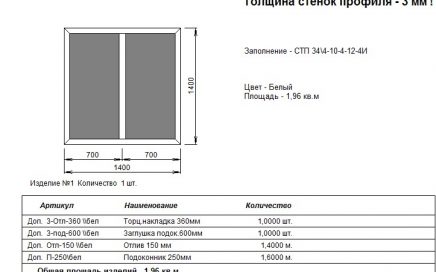 Толщина стенок профиля - 3 мм !
Заполнение - СТП 34\4-10-4-12-4И
Цвет - Белый
Площадь - 1,96 кв.м
1400
700 700
1400
Изделие №1 Количество 1 шт.
Артикул Наименование Количество
Доп. 3-Отп-360 \бел Торц.накладка 360мм 1,0000 шт.
Доп. 3-под-600 \бел Заглушка подок.600мм 1,0000 шт.
Доп. Отп-150 \бел Отлив 150 мм 1,4000 м.
Доп. П-250\бел Подоконник 250мм 1,6000 м.
Общая площадь изделий 1,96 кв.м